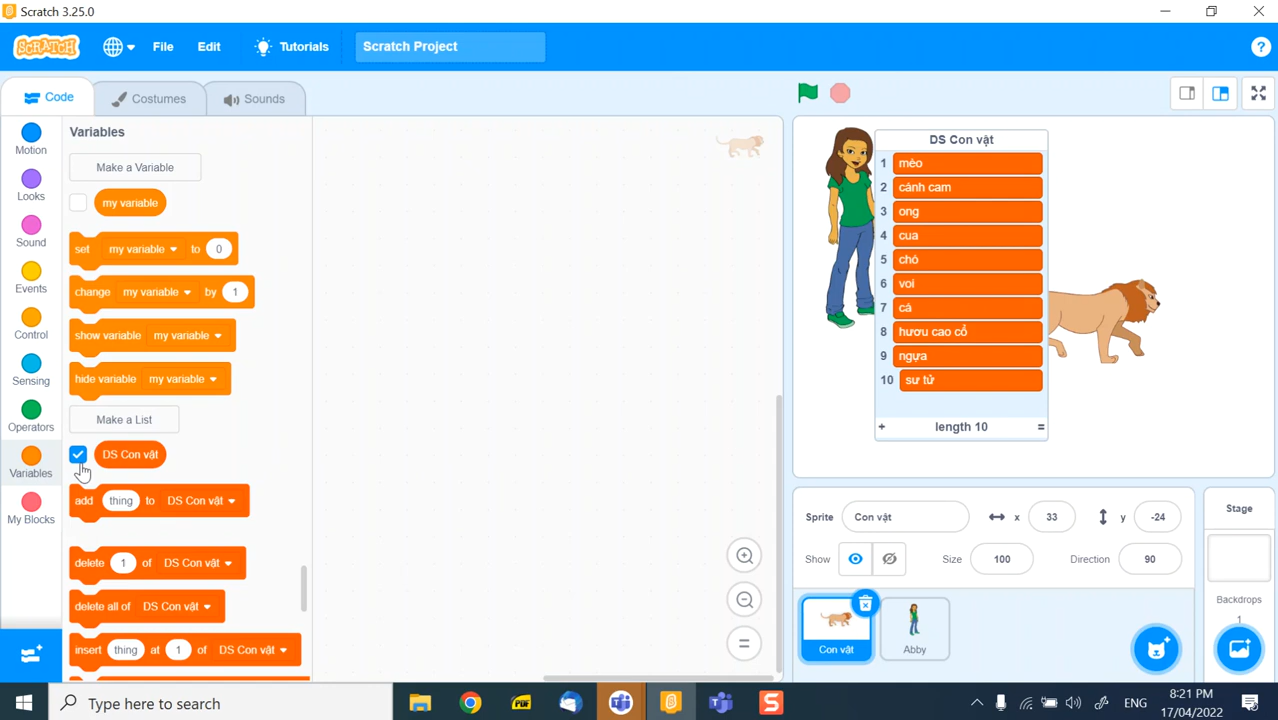 Scratch 3.25.0
SCRATCH
File
Edit
Tutorials
Scratch Project
?
Code
Costumes
Sounds
Motion
Looks
Sound
Events
Control
Sensing
Operators
Variables
My Blocks
Variables
Make a Variable
my variable
set my variable to 0
change my variable by 1
show variable my variable
hide variable my variable
Make a List
DS Con vật
add thing to DS Con vật
delete 1 of DS Con vật
delete all of DS Con vật
insert thing at 1 of DS Con vật
DS Con vật
1 mèo
2 cánh cam
3 ong
4 cua
5 chó
6 voi
7 cá
8 hươu cao cổ
9 ngựa
10 sư tử
+ length 10 =
Sprite Con vật x 33 y -24
Show Size 100 Direction 90
Con vật
Abby
Stage
Backdrops
1
Type here to search
PDF
S
ENG
8:21 PM
17/04/2022